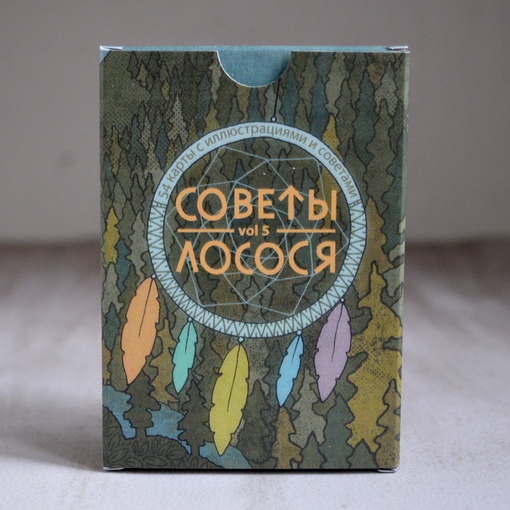 54 карты с иллюстрациями и советами
СОВЕТЫ
vol 5
ЛОСОСЯ